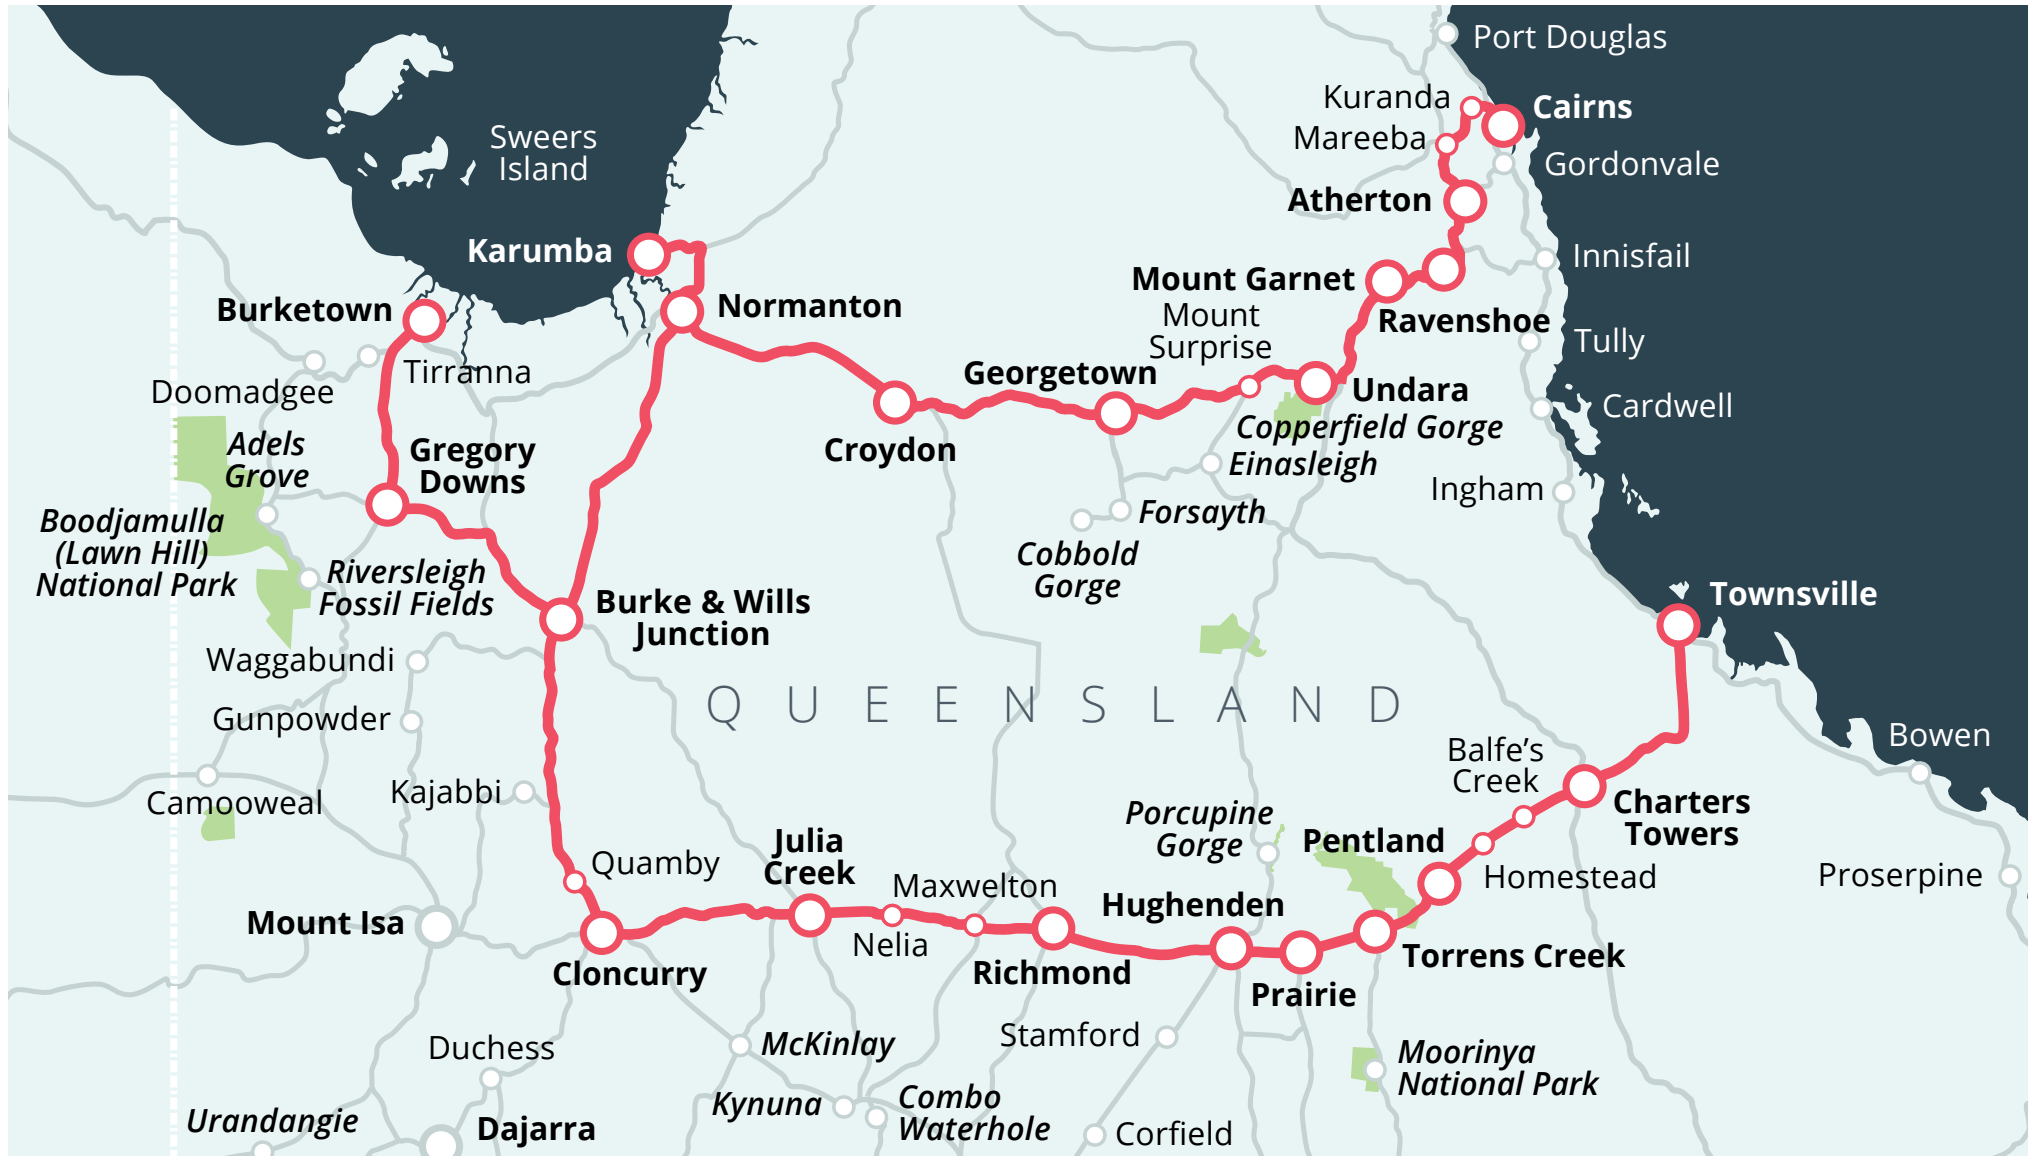 Port Douglas
Kuranda
Cairns
Mareeba
Sweers
Island
Gordonvale
Atherton
Karumba
Innisfail
Mount Garnet
Burketown
Normanton
Mount
Surprise
Ravenshoe
Tully
Tirranna
Georgetown
Doomadgee
Undara
Cardwell
Copperfield Gorge
Adels
Grove
Gregory
Downs
Croydon
Einasleigh
Ingham
Forsayth
Boodjamulla
(Lawn Hill)
National Park
Cobbold
Gorge
Riversleigh
Fossil Fields
Burke & Wills
Junction
Townsville
Waggabundi
QUEENSLAND
Gunpowder
Bowen
Balfe's
Creek
Kajabbi
Camooweal
Charters
Towers
Porcupine
Gorge
Pentland
Julia
Creek
Quamby
Maxwelton
Homestead
Proserpine
Hughenden
Mount Isa
Nelia
Torrens Creek
Cloncurry
Richmond
Prairie
Stamford
Duchess
McKinlay
Moorinya
National Park
Kynuna
Combo
Waterhole
Urandangie
Dajarra
Corfield